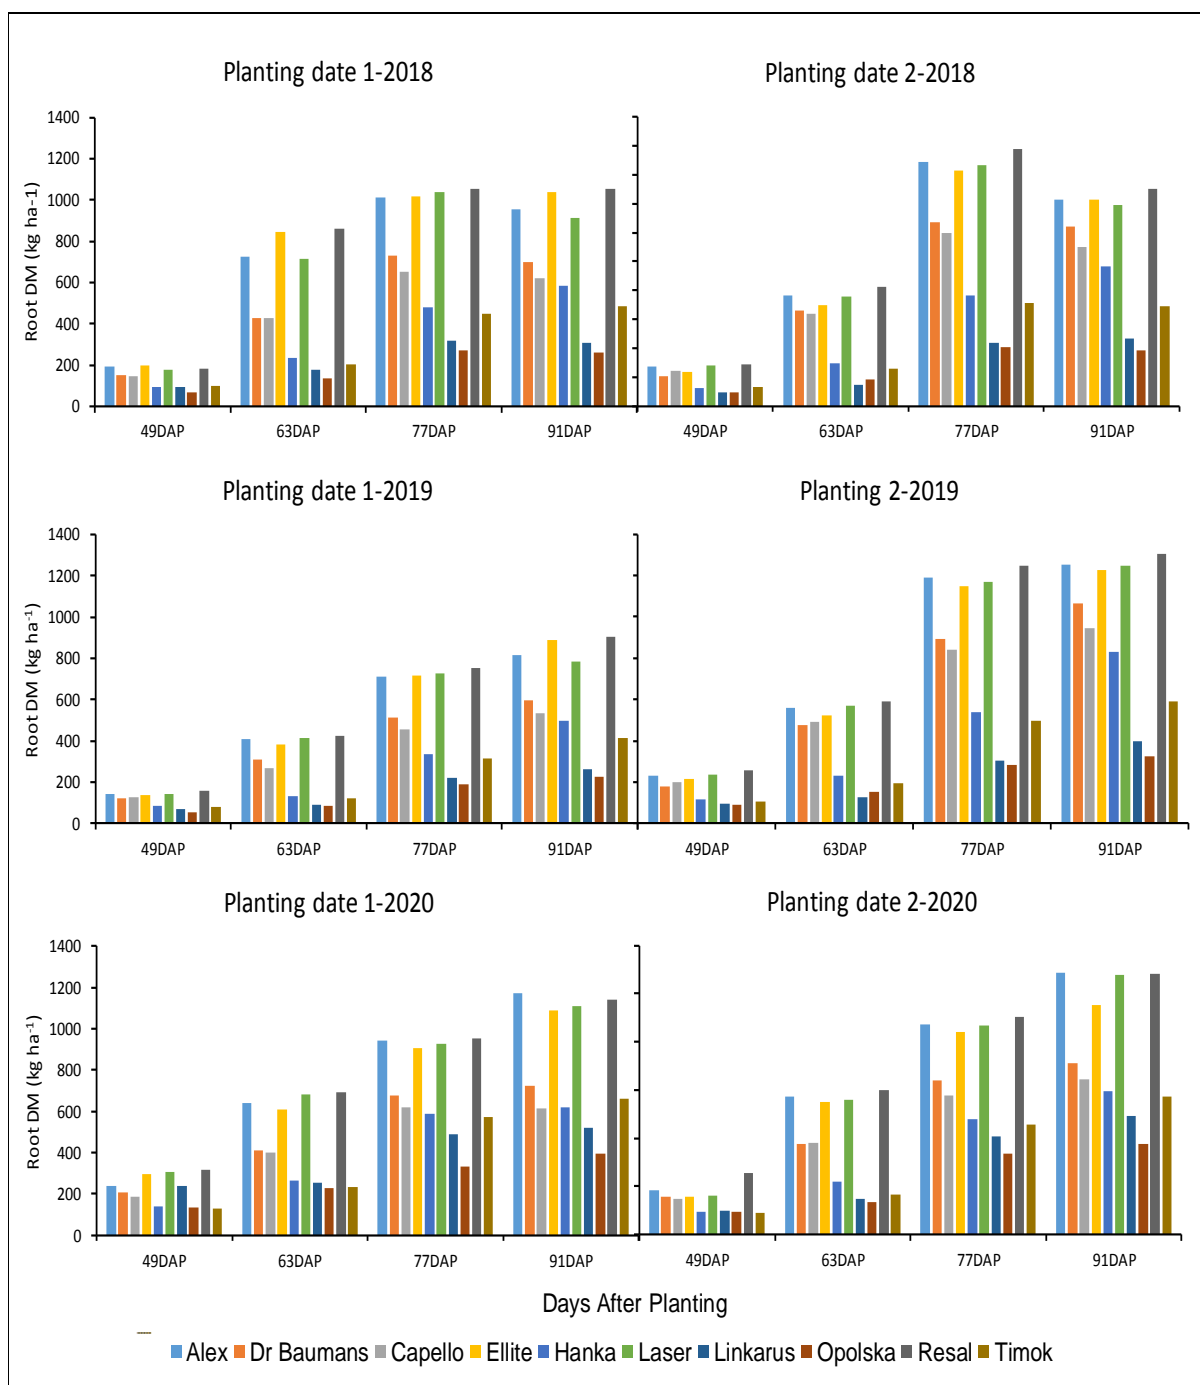 Planting date 1-2018
Planting date 2-2018
Root DM (kg ha-1)
1400
1200
1000
800
600
400
200
0
49DAP 63DAP 77DAP 91DAP
49DAP 63DAP 77DAP 91DAP
Planting date 1-2019
Planting 2-2019
Root DM (kg ha⁻¹)
1400
1200
1000
800
600
400
200
0
49DAP 63DAP 77DAP 91DAP
49DAP 63DAP 77DAP 91DAP
Planting date 1-2020
Planting date 2-2020
Root DM (kg ha⁻¹)
1400
1200
1000
800
600
400
200
0
49DAP 63DAP 77DAP 91DAP
49DAP 63DAP 77DAP 91DAP
Days After Planting
Alex Dr Baumans Capello Ellite Hanka Laser Linkarus Opolska Resal Timok